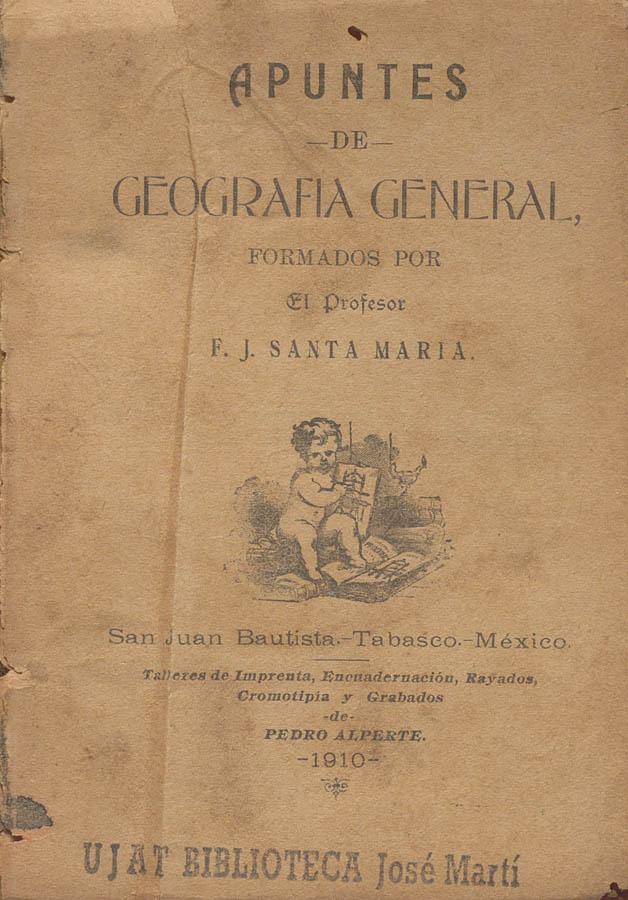 APUNTES
—DE—
GEOGRAFIA GENERAL,
FORMADOS POR
El Profesor
F. J. SANTA MARIA.
San Juan Bautista.-Tabasco.-México.
Talleres de Imprenta, Encuadernación, Rayados,
Cromotipia y Grabados
-de-
PEDRO ALPERTE.
-1910-
UJAT BIBLIOTECA José Martí